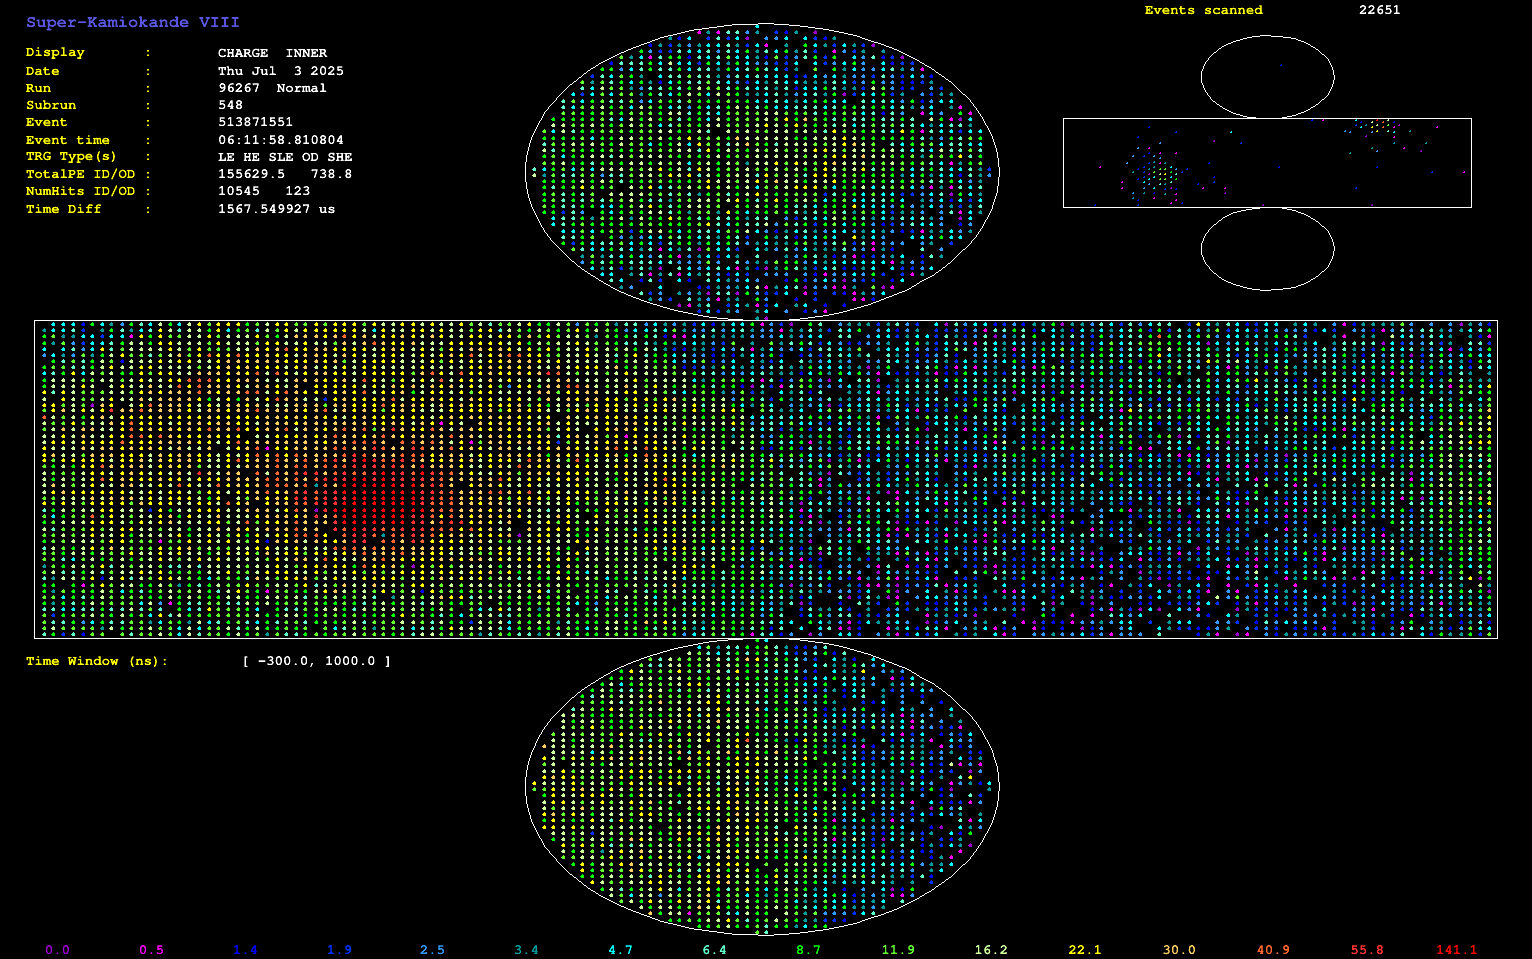 Super-Kamiokande VIII
Display : CHARGE INNER
Date : Thu Jul 3 2025
Run : 96267 Normal
Subrun : 548
Event : 513871551
Event time : 06:11:58.810804
TRG Type(s) : LE HE SLE OD SHE
TotalPE ID/OD : 155629.5 738.8
NumHits ID/OD : 10545 123
Time Diff : 1567.549927 us
Events scanned 22651
Time Window (ns): [ -300.0, 1000.0 ]
0.0 0.5 1.4 1.9 2.5 3.4 4.7 6.4 8.7 11.9 16.2 22.1 30.0 40.9 55.8 141.1